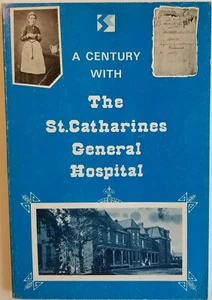 A CENTURY
WITH
The
St.Catharines
General
Hospital